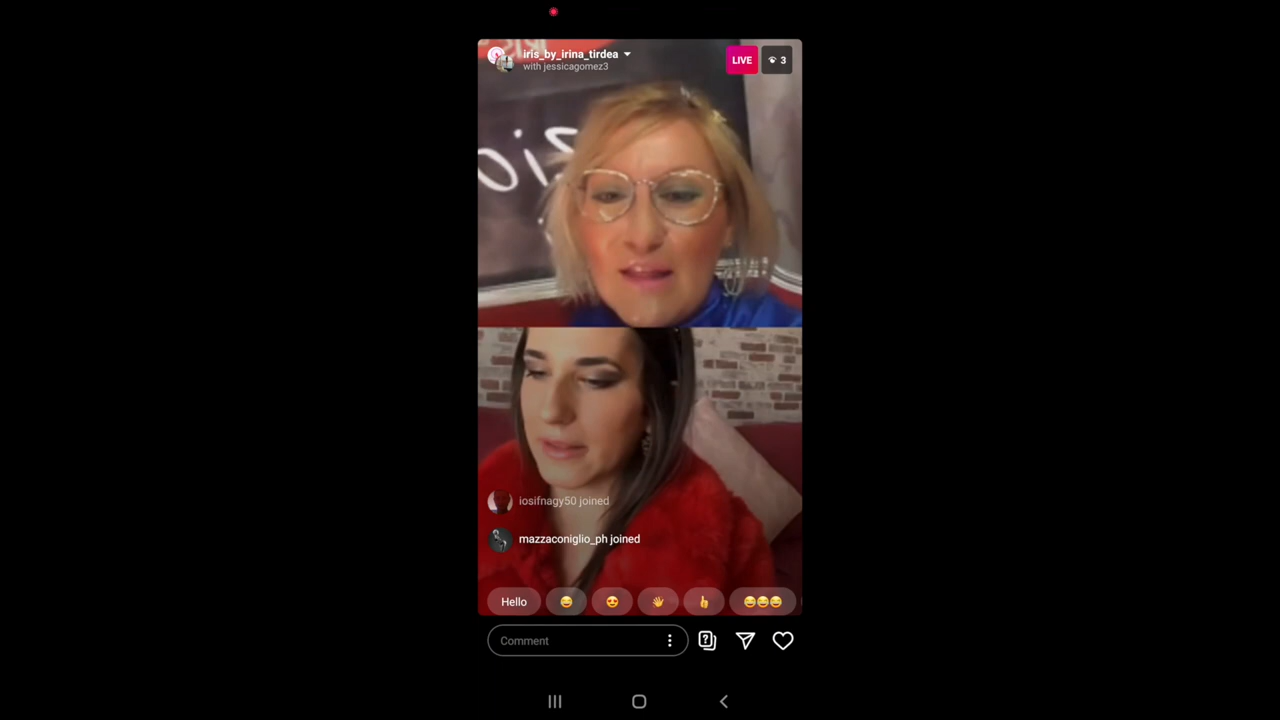 iris_by_irina_tirdea
with jessicagomez3
LIVE
3
iosifnagy50 joined
mazzaconiglio_ph joined
Hello
Comment